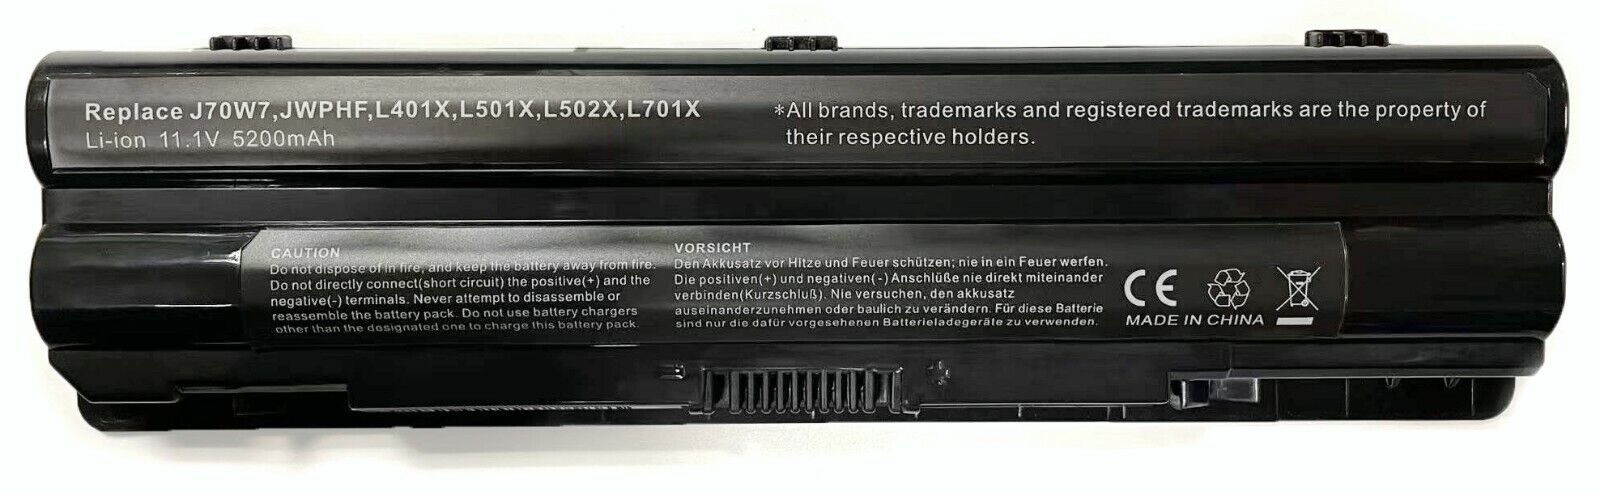 Replace J70W7,JWPHF,L401X,L501X,L502X,L701X
Li-ion 11.1V 5200mAh
*All brands, trademarks and registered trademarks are the property of
their respective holders.
CAUTION
Do not dispose of in fire, and keep the battery away from fire.
Do not directly connect(short circuit) the positive(+) and the
negative(-) terminals. Never attempt to disassemble or
reassemble the battery pack. Do not use battery chargers
other than the designated one to charge this battery pack.
VORSICHT
Den Akkusatz vor Hitze und Feuer schützen; nie in ein Feuer werfen.
Die positiven(+) und negativen(-) Anschlüße nie direkt miteinander
verbinden(Kurzschluß). Nie versuchen, den akkusatz
auseinanderzunehmen oder baulich zu verändern. Für diese Batterie
sind nur die dafür vorgesehenen Batterieladgeräte zu verwenden.
CE
MADE IN CHINA